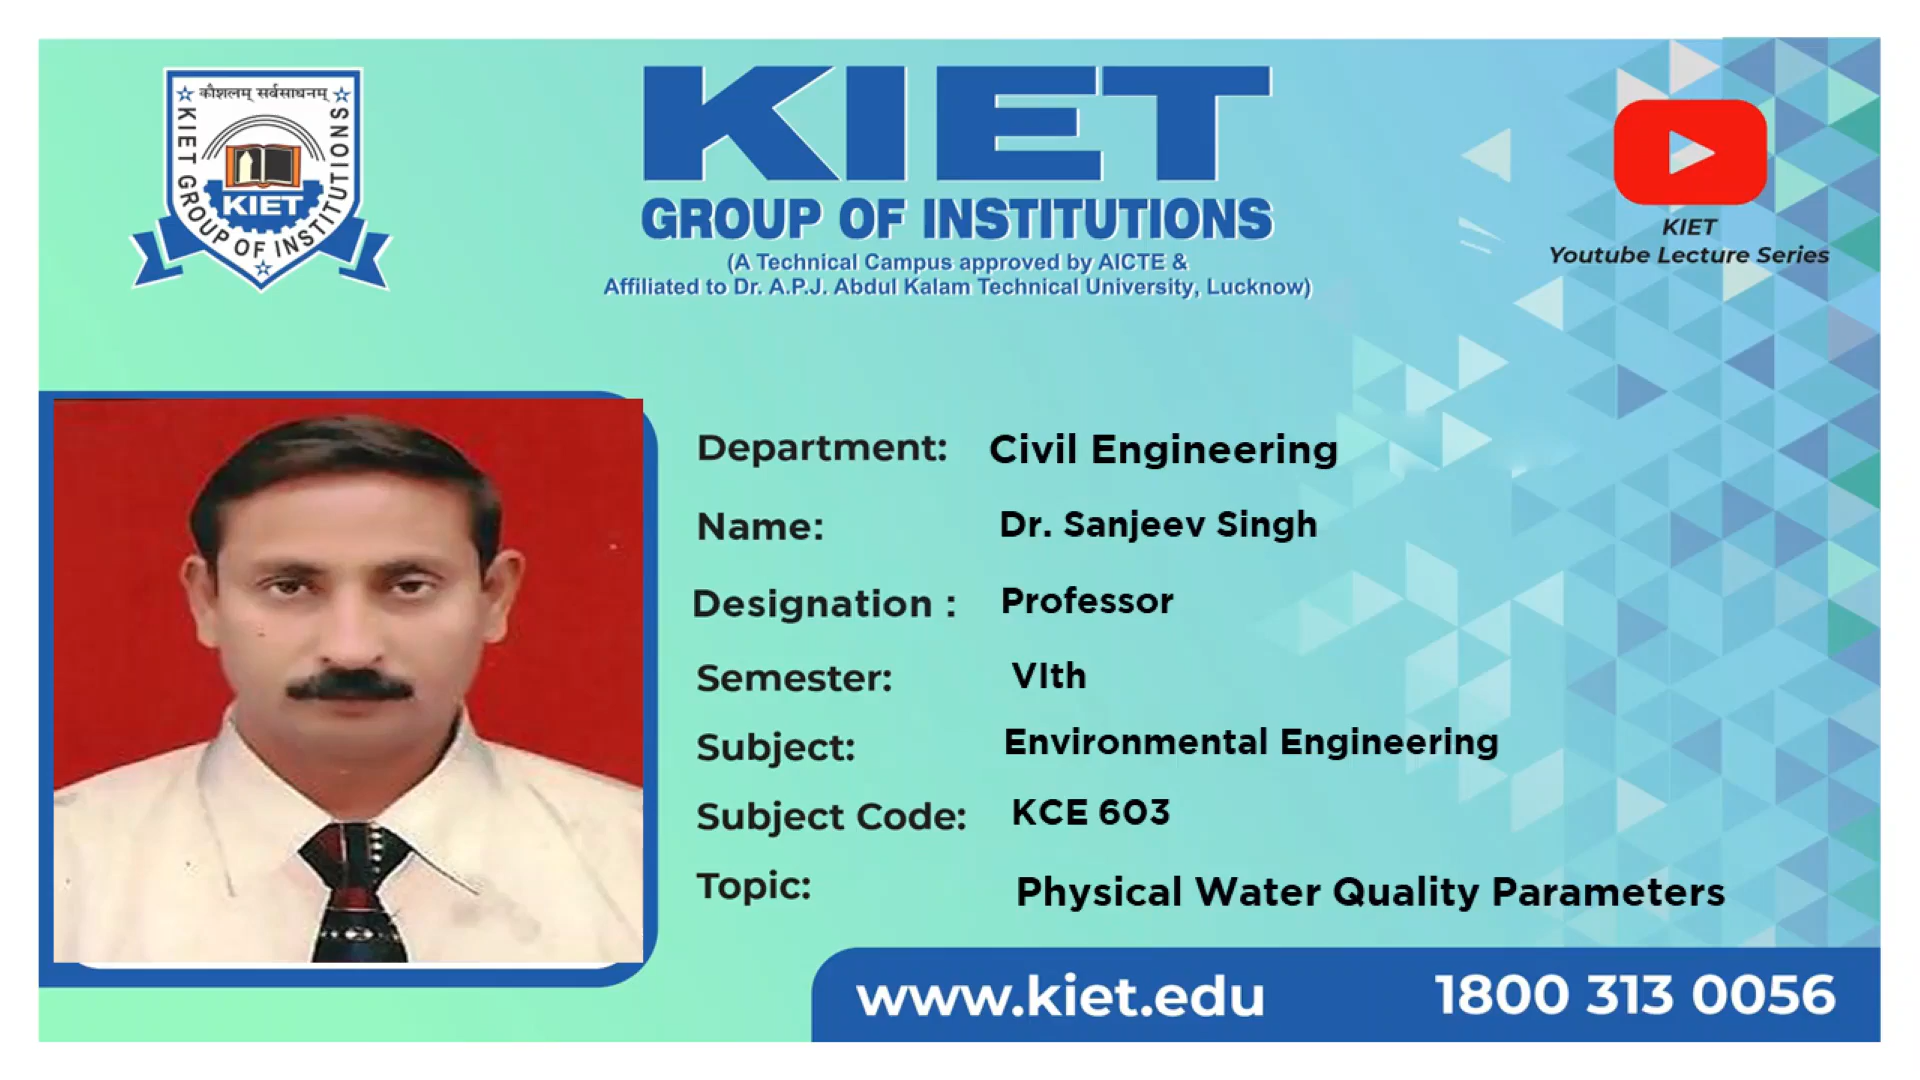 कौशलम् सर्वसाधनम्
KIET GROUP OF INSTITUTIONS
KIET
KIET
GROUP OF INSTITUTIONS
(A Technical Campus approved by AICTE &
Affiliated to Dr. A.P.J. Abdul Kalam Technical University, Lucknow)
KIET
Youtube Lecture Series
Department: Civil Engineering
Name: Dr. Sanjeev Singh
Designation : Professor
Semester: VIth
Subject: Environmental Engineering
Subject Code: KCE 603
Topic: Physical Water Quality Parameters
www.kiet.edu 1800 313 0056